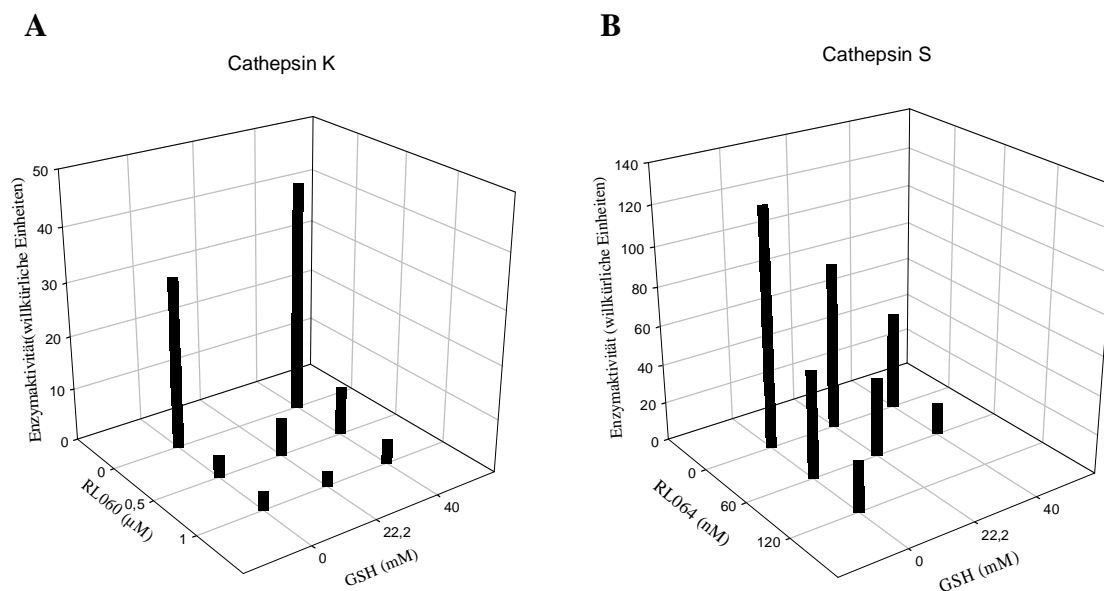 A
Cathepsin K
Enzymaktivität(willkürliche Einheiten)
50
40
30
20
10
0
0
0,5
1
RL060 (µM)
0
22,2
40
GSH (mM)
B
Cathepsin S
Enzymaktivität (willkürliche Einheiten)
140
120
100
80
60
40
20
0
0
60
120
RL064 (nM)
0
22,2
40
GSH (mM)